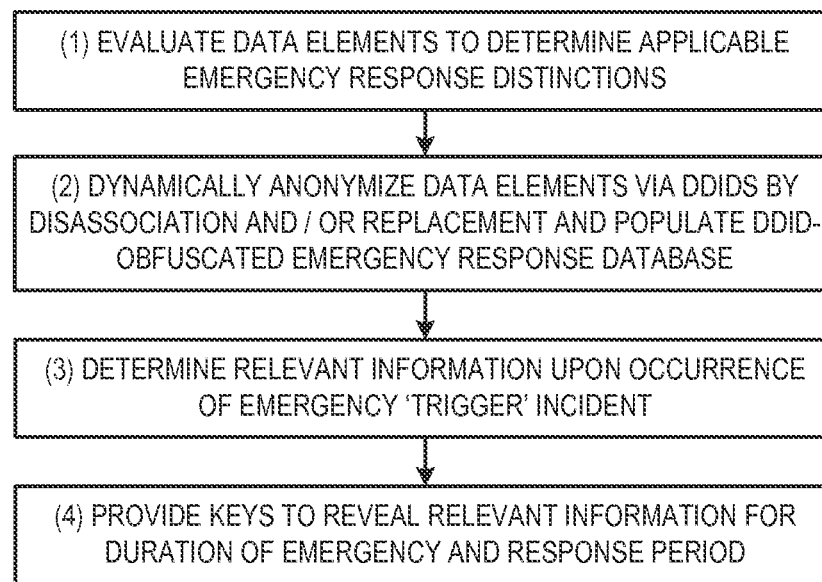 (1) EVALUATE DATA ELEMENTS TO DETERMINE APPLICABLE
EMERGENCY RESPONSE DISTINCTIONS
(2) DYNAMICALLY ANONYMIZE DATA ELEMENTS VIA DDIDS BY
DISASSOCIATION AND / OR REPLACEMENT AND POPULATE DDID-
OBFUSCATED EMERGENCY RESPONSE DATABASE
(3) DETERMINE RELEVANT INFORMATION UPON OCCURRENCE
OF EMERGENCY ‘TRIGGER’ INCIDENT
(4) PROVIDE KEYS TO REVEAL RELEVANT INFORMATION FOR
DURATION OF EMERGENCY AND RESPONSE PERIOD